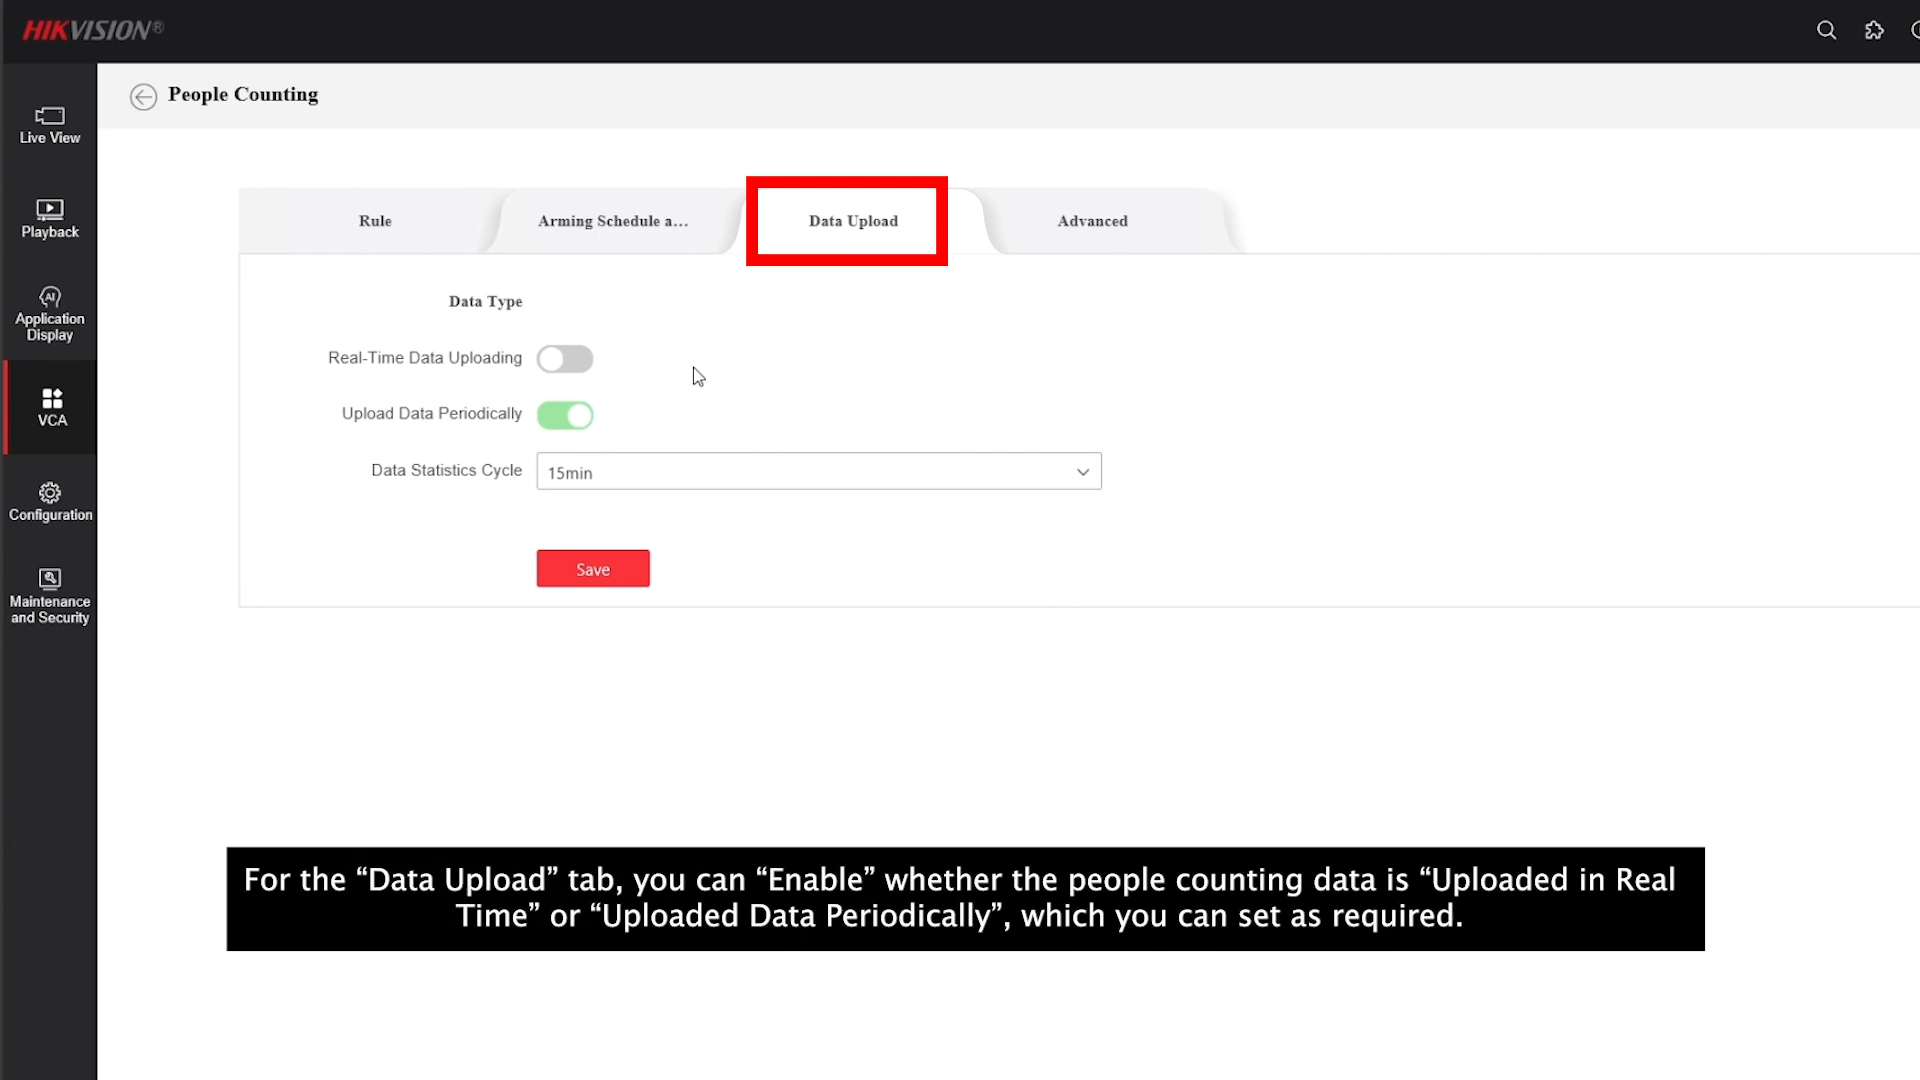 HIKVISION®
People Counting
Live View
Playback
AI
Application
Display
VCA
Configuration
Maintenance
and Security
Rule
Arming Schedule a...
Data Upload
Advanced
Data Type
Real-Time Data Uploading
Upload Data Periodically
Data Statistics Cycle
15min
Save
For the “Data Upload” tab, you can “Enable” whether the people counting data is “Uploaded in Real
Time” or “Uploaded Data Periodically”, which you can set as required.